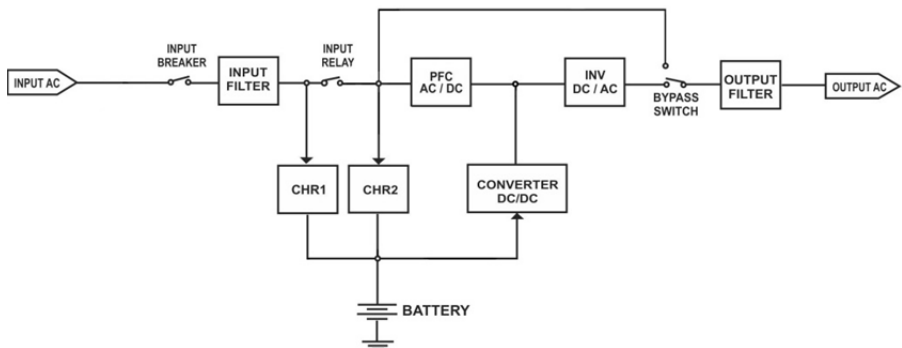 INPUT AC
INPUT
BREAKER
INPUT
FILTER
INPUT
RELAY
PFC
AC / DC
INV
DC / AC
BYPASS
SWITCH
OUTPUT
FILTER
OUTPUT AC
CHR1
CHR2
CONVERTER
DC/DC
BATTERY